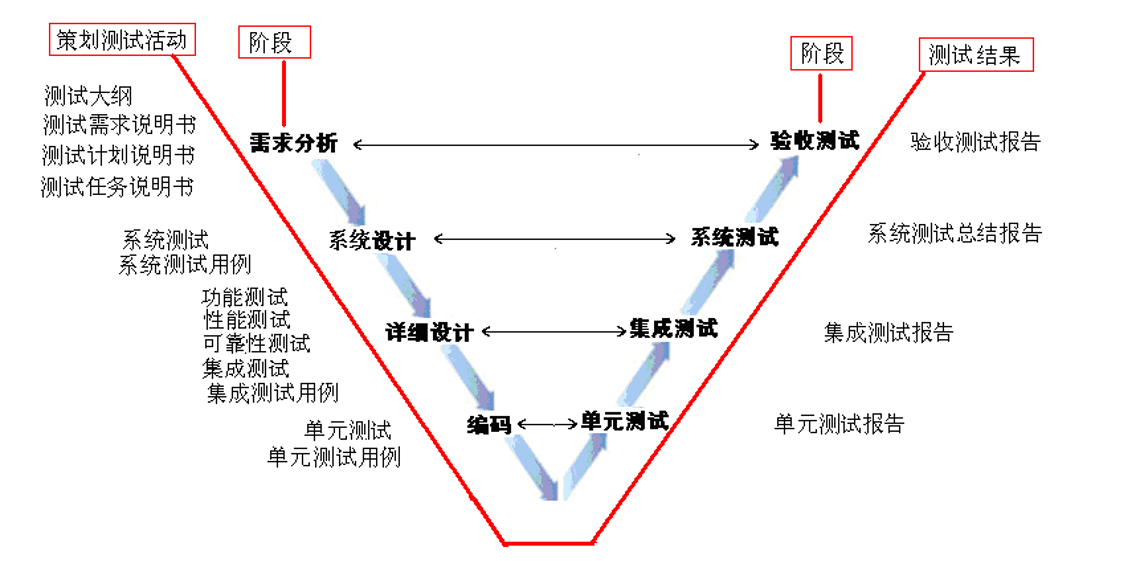 策划测试活动
阶段
阶段
测试结果
测试大纲
测试需求说明书
测试计划说明书
测试任务说明书
需求分析
验收测试
验收测试报告
系统测试
系统测试用例
系统设计
系统测试
系统测试总结报告
功能测试
性能测试
可靠性测试
集成测试
集成测试用例
详细设计
集成测试
集成测试报告
单元测试
单元测试用例
编码
单元测试
单元测试报告